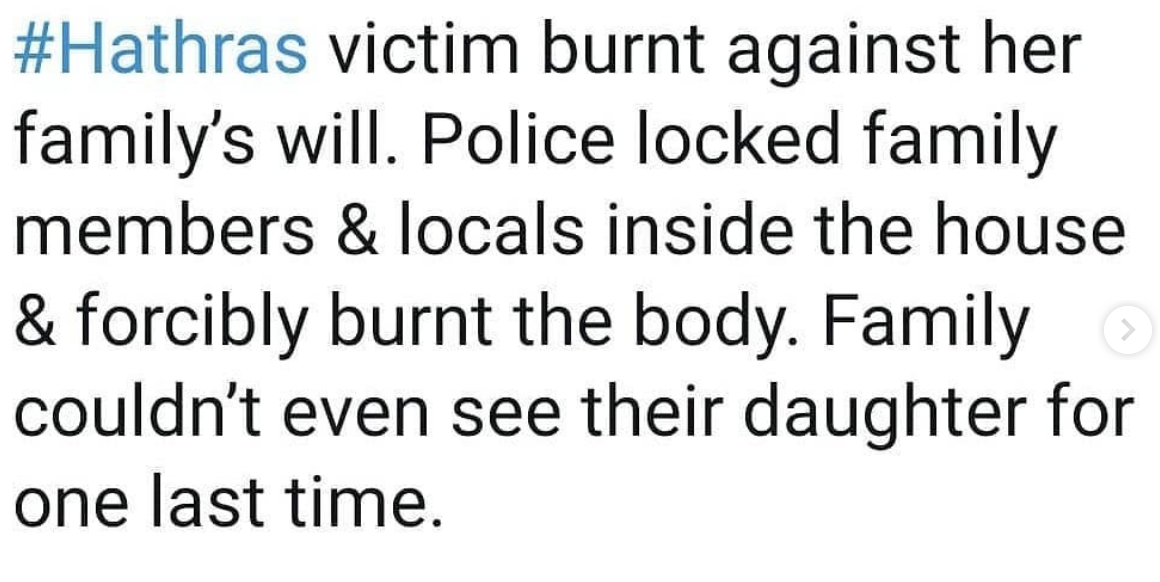 #Hathras victim burnt against her
family’s will. Police locked family
members & locals inside the house
& forcibly burnt the body. Family
couldn’t even see their daughter for
one last time.